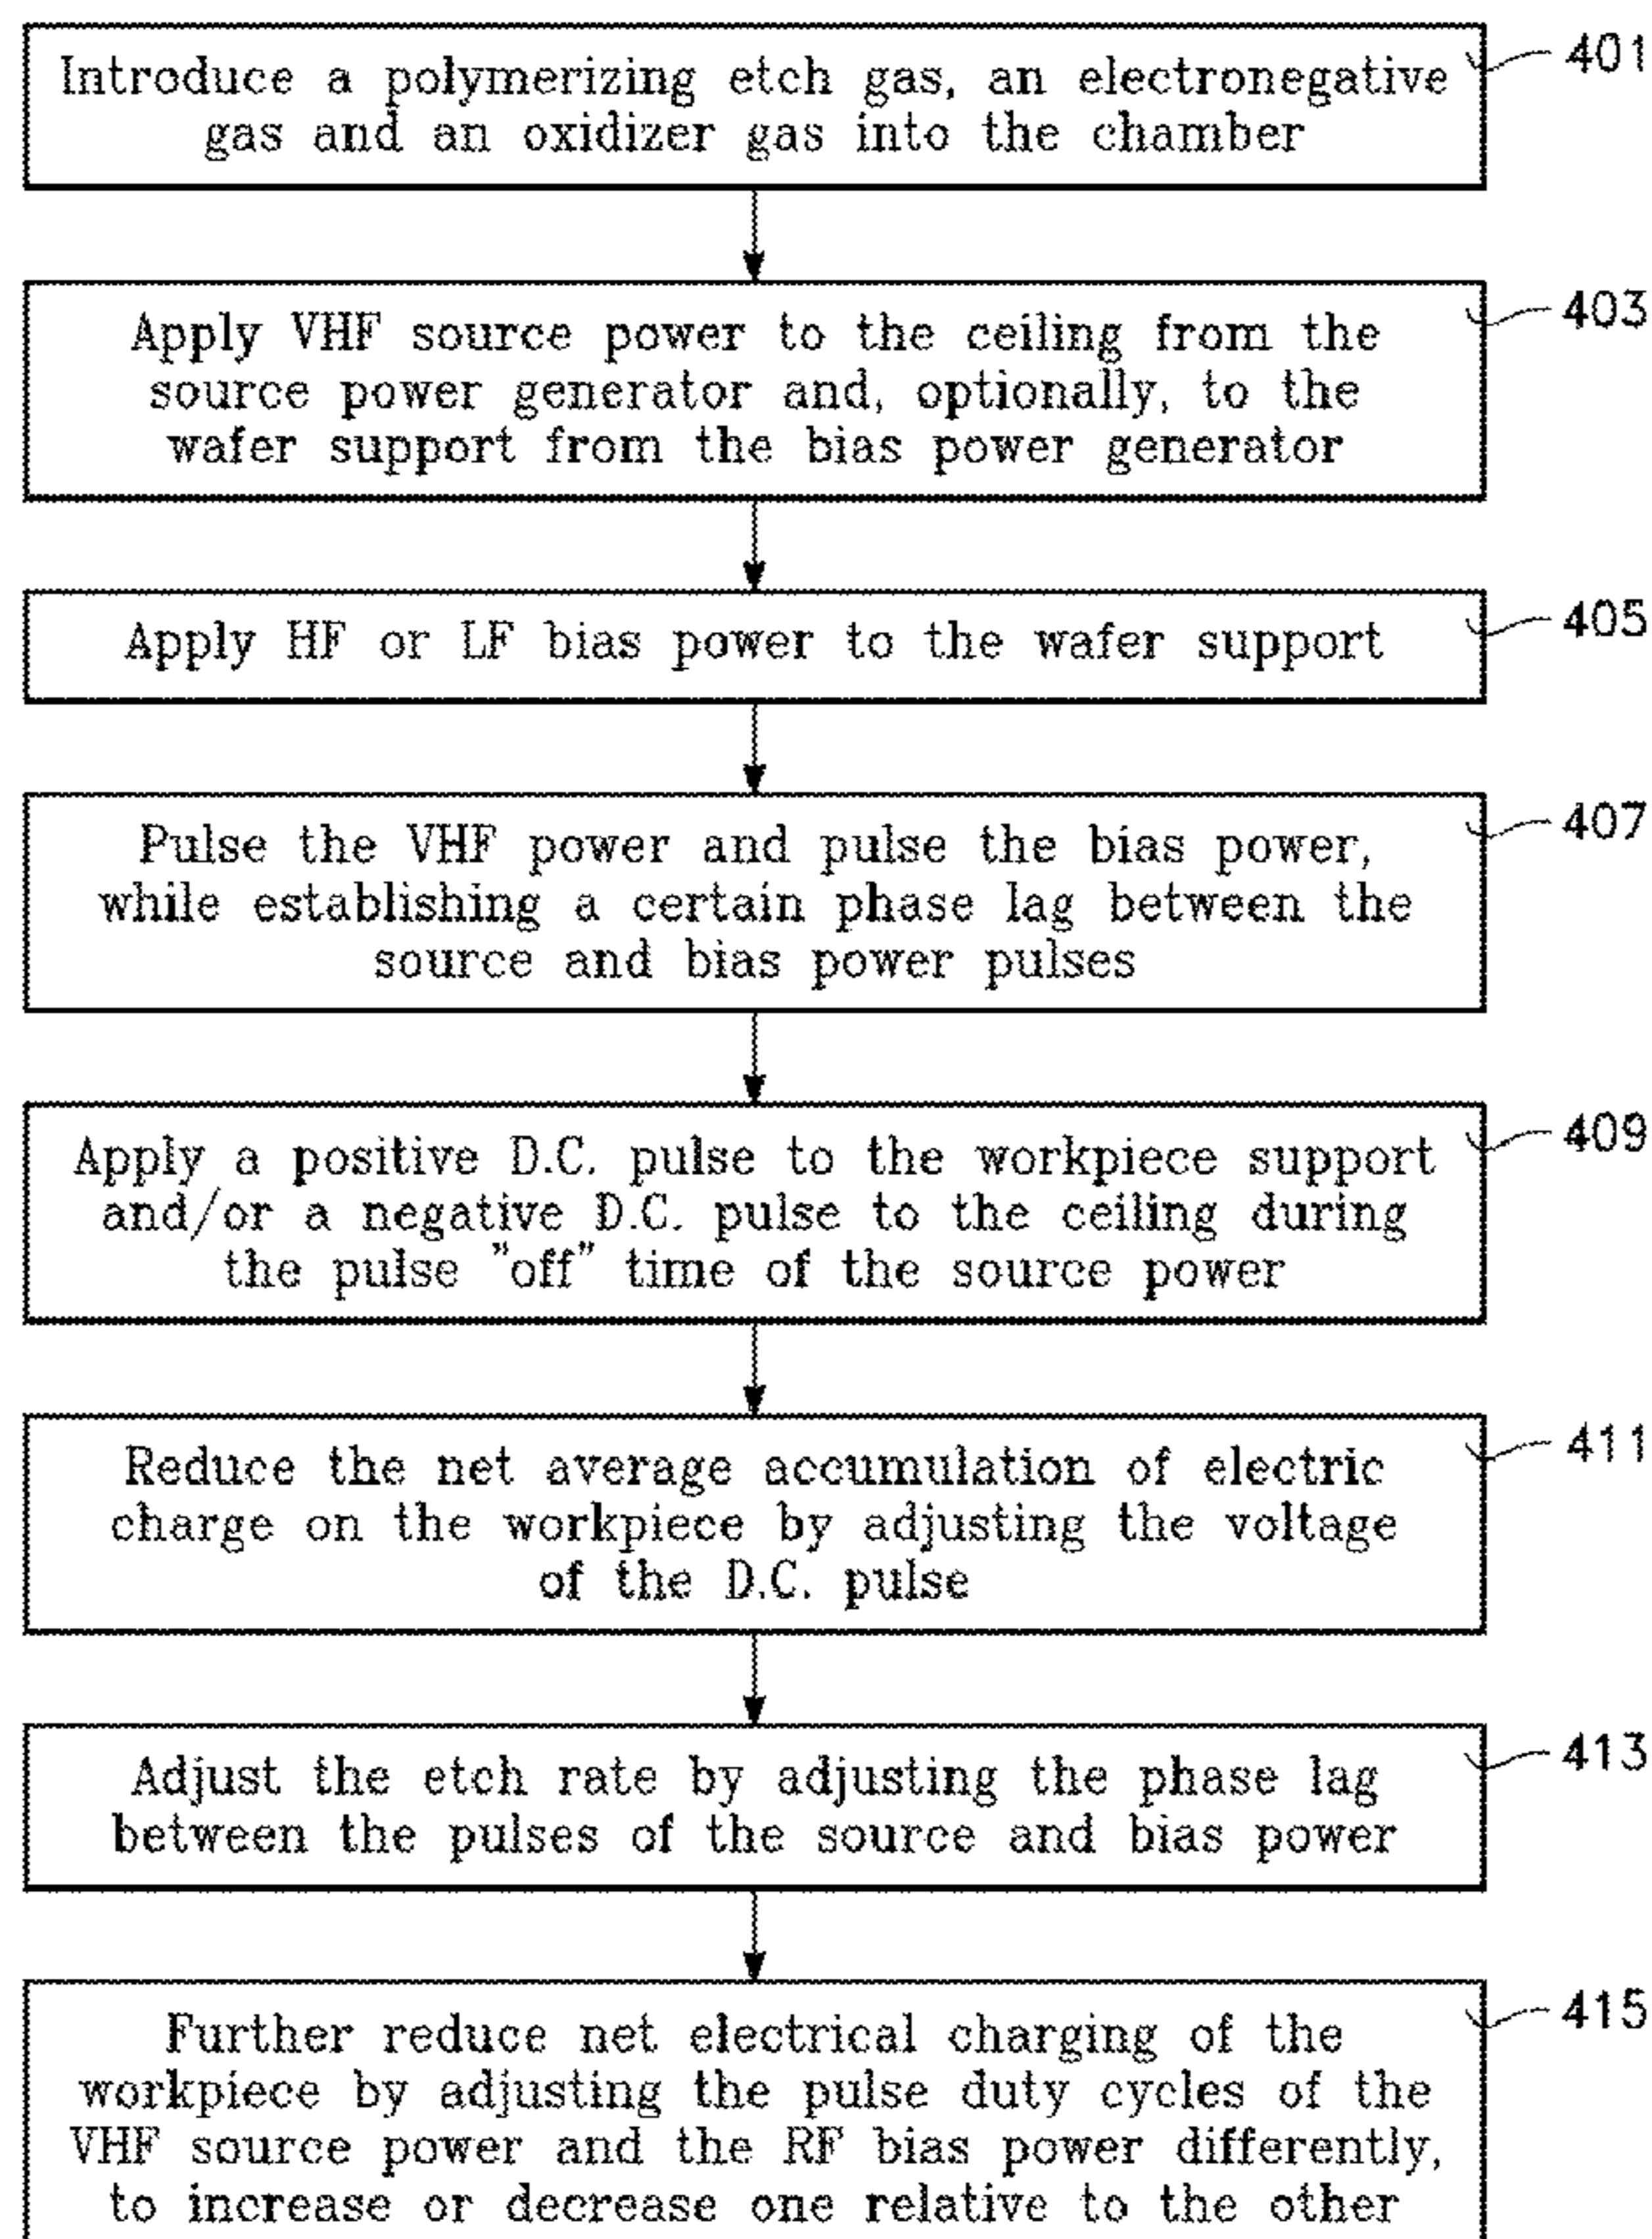 Introduce a polymerizing etch gas, an electronegative
gas and an oxidizer gas into the chamber
401
Apply VHF source power to the ceiling from the
source power generator and, optionally, to the
wafer support from the bias power generator
403
Apply HF or LF bias power to the wafer support
405
Pulse the VHF power and pulse the bias power,
while establishing a certain phase lag between the
source and bias power pulses
407
Apply a positive D.C. pulse to the workpiece support
and/or a negative D.C. pulse to the ceiling during
the pulse "off" time of the source power
409
Reduce the net average accumulation of electric
charge on the workpiece by adjusting the voltage
of the D.C. pulse
411
Adjust the etch rate by adjusting the phase lag
between the pulses of the source and bias power
413
Further reduce net electrical charging of the
workpiece by adjusting the pulse duty cycles of the
VHF source power and the RF bias power differently,
to increase or decrease one relative to the other
415